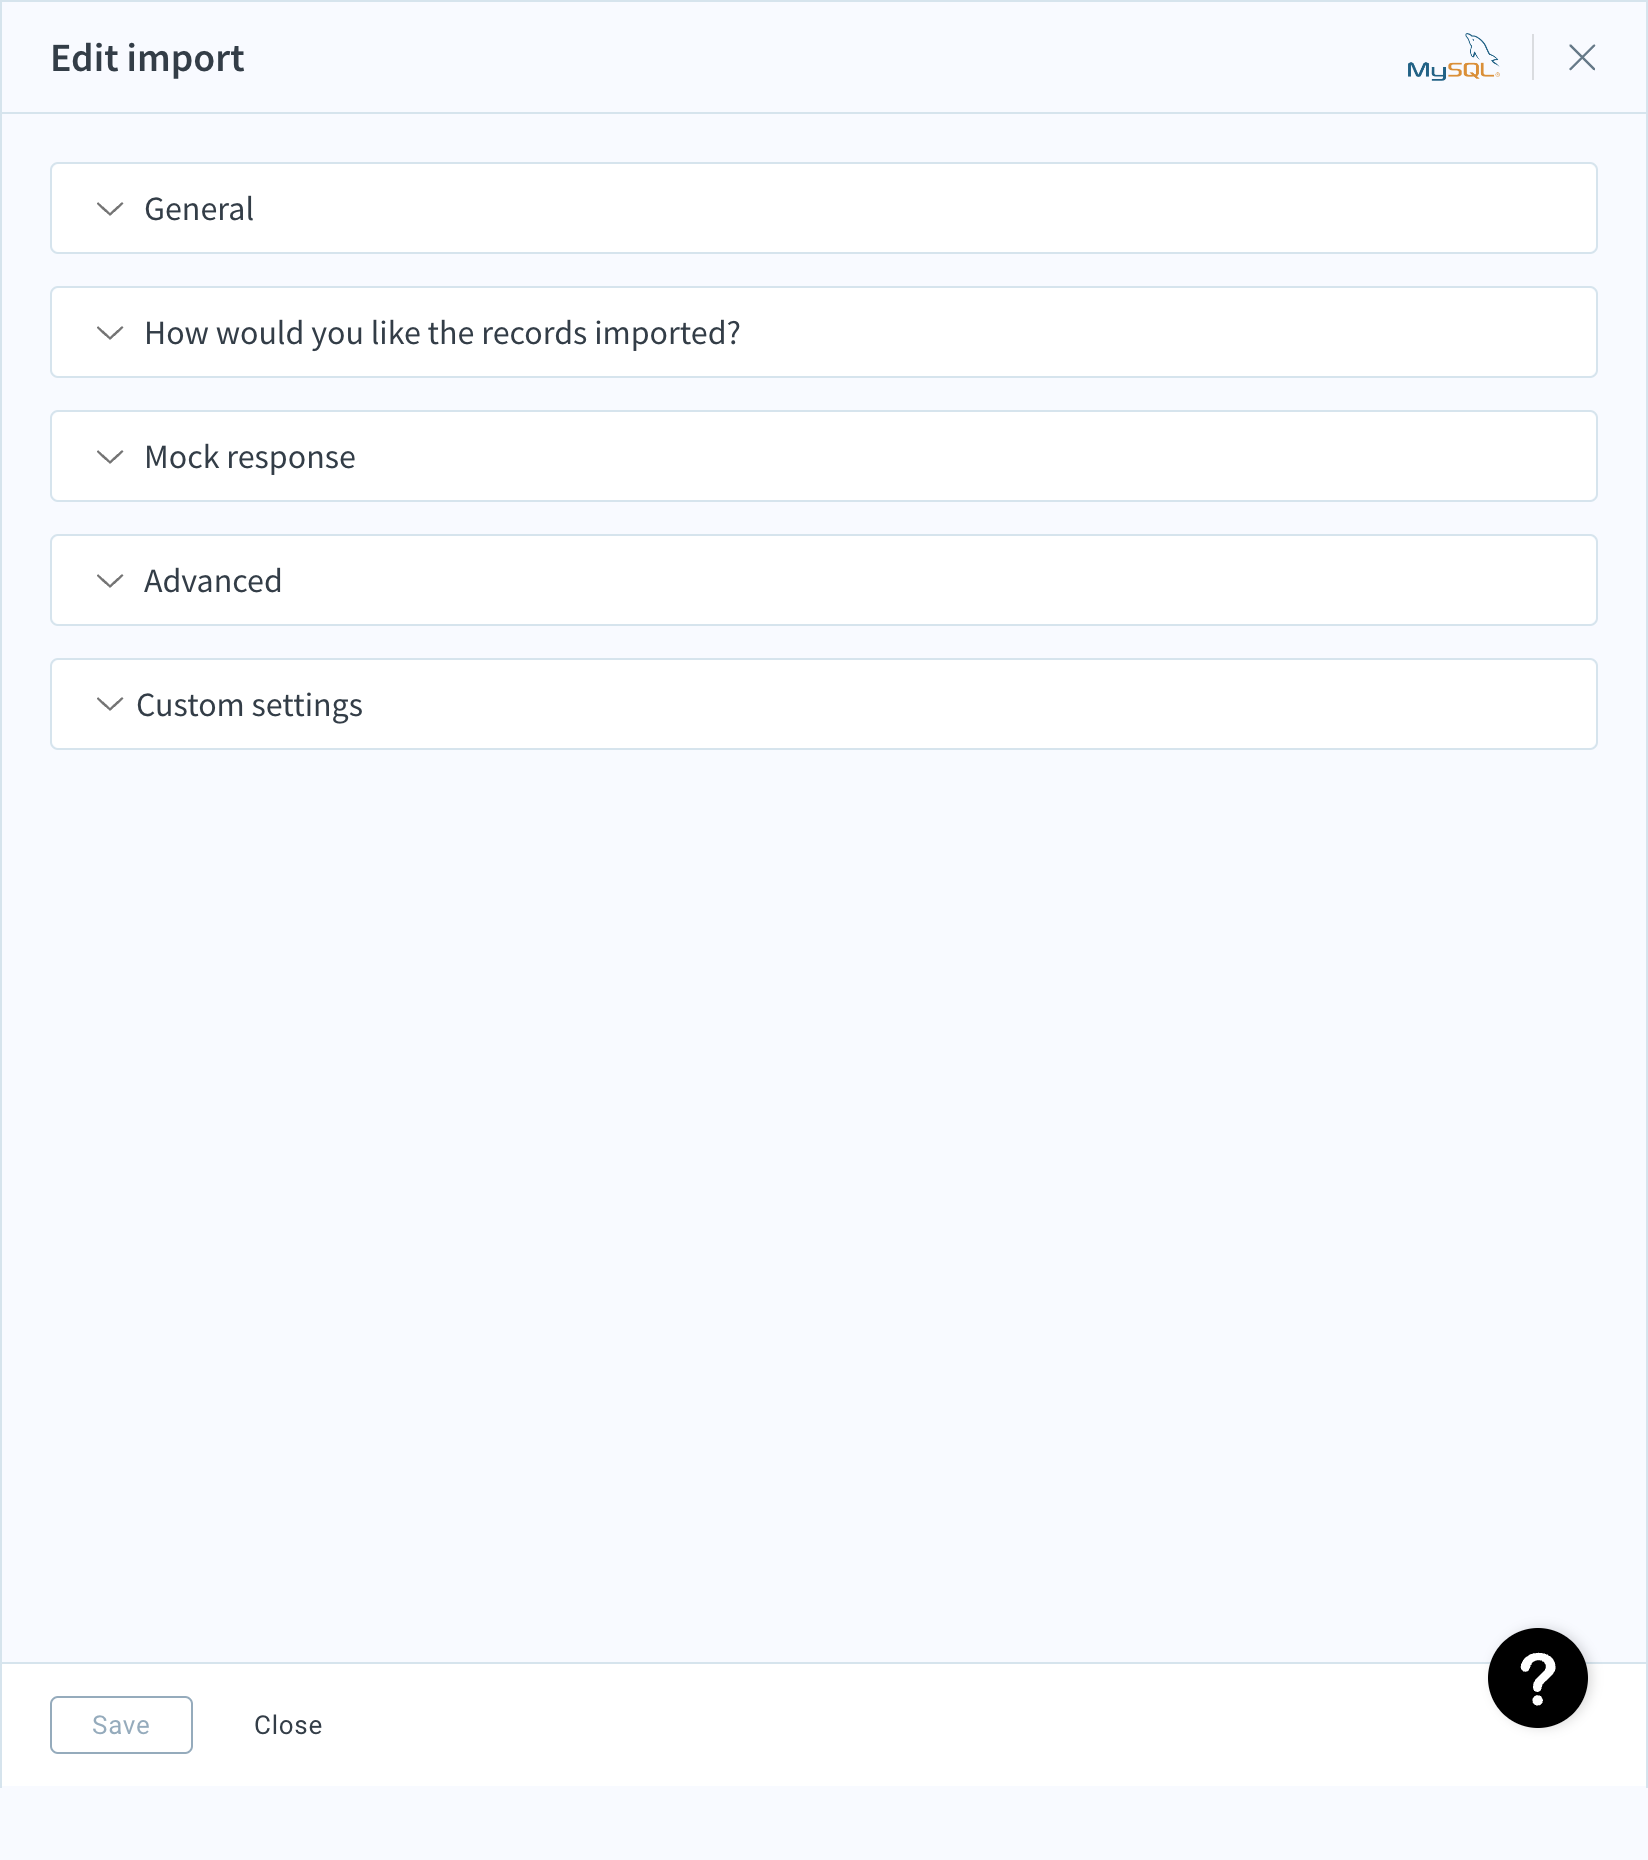 Edit import
MySQL®
General
How would you like the records imported?
Mock response
Advanced
Custom settings
?
Save
Close